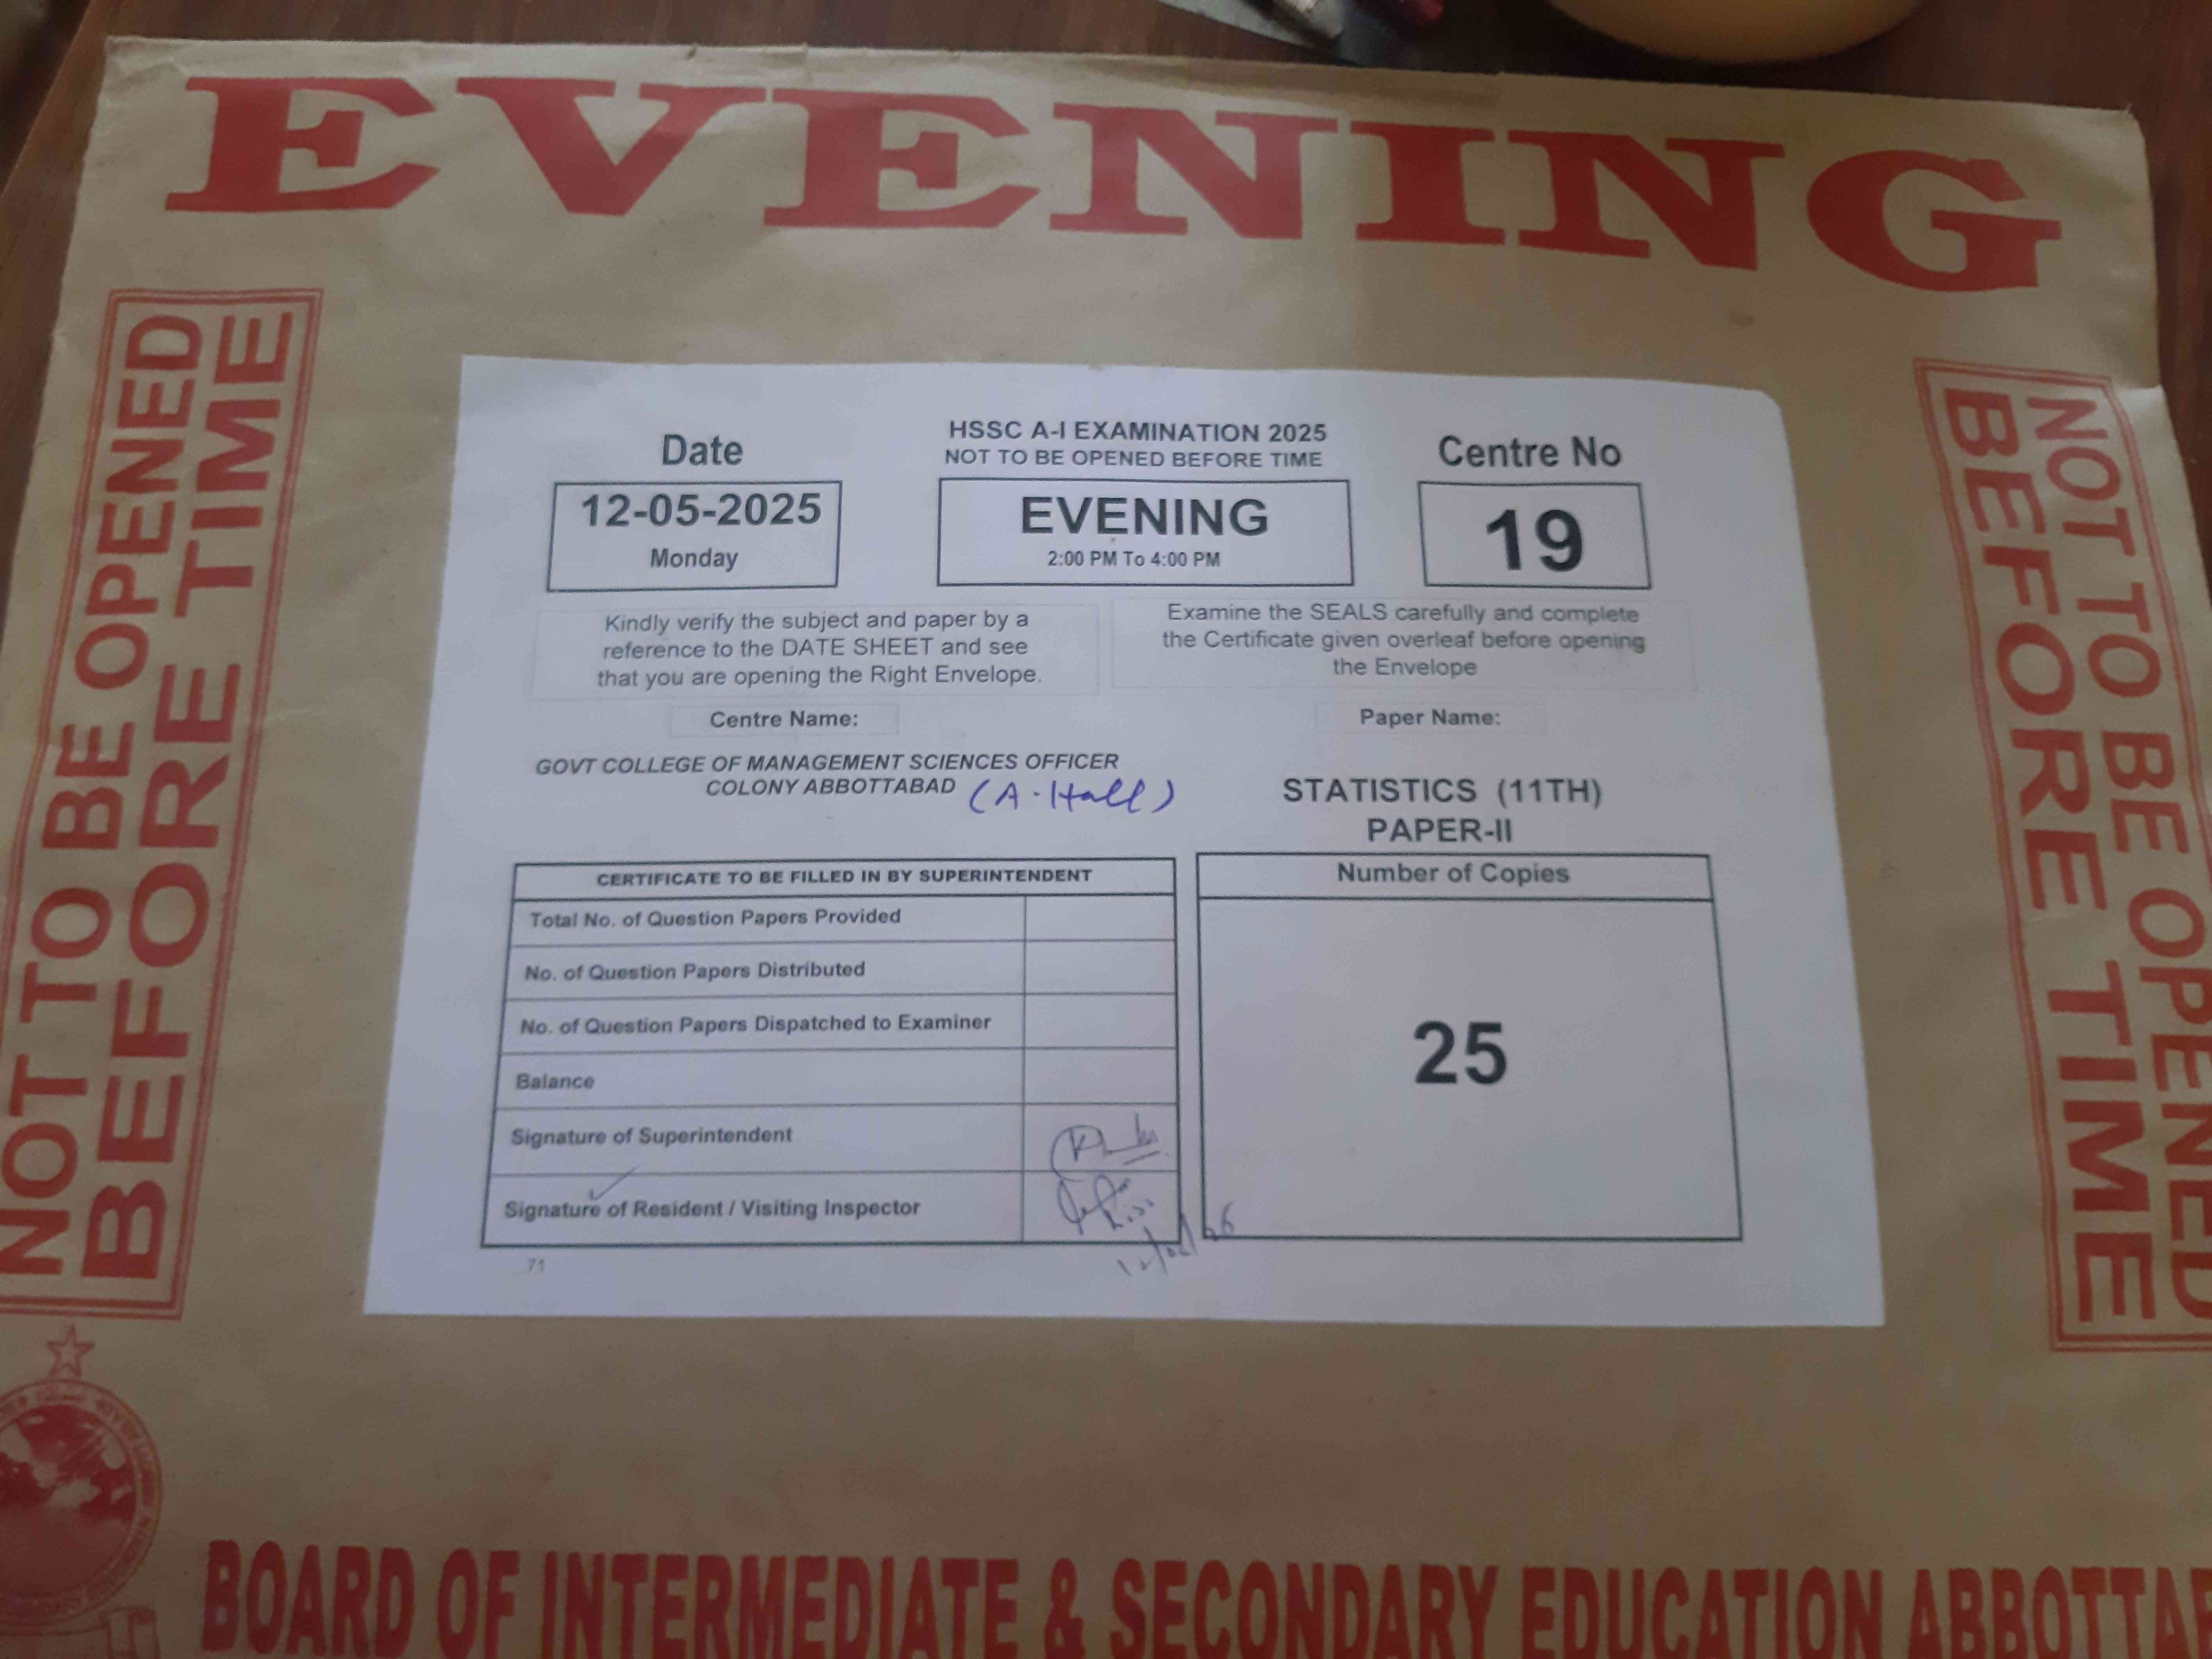 EVENING
NOT TO BE OPENED
BEFORE TIME
NOT TO BE OPENED
BEFORE TIME
Date
12-05-2025
Monday
HSSC A-I EXAMINATION 2025
NOT TO BE OPENED BEFORE TIME
EVENING
2:00 PM To 4:00 PM
Centre No
19
Kindly verify the subject and paper by a
reference to the DATE SHEET and see
that you are opening the Right Envelope.
Examine the SEALS carefully and complete
the Certificate given overleaf before opening
the Envelope
Centre Name:
GOVT COLLEGE OF MANAGEMENT SCIENCES OFFICER
COLONY ABBOTTABAD (A-Hall)
Paper Name:
STATISTICS (11TH)
PAPER-II
CERTIFICATE TO BE FILLED IN BY SUPERINTENDENT
Total No. of Question Papers Provided
No. of Question Papers Distributed
No. of Question Papers Dispatched to Examiner
Balance
Signature of Superintendent
Signature of Resident / Visiting Inspector
Number of Copies
25
71
BOARD OF INTERMEDIATE & SECONDARY EDUCATION ABBOTTA